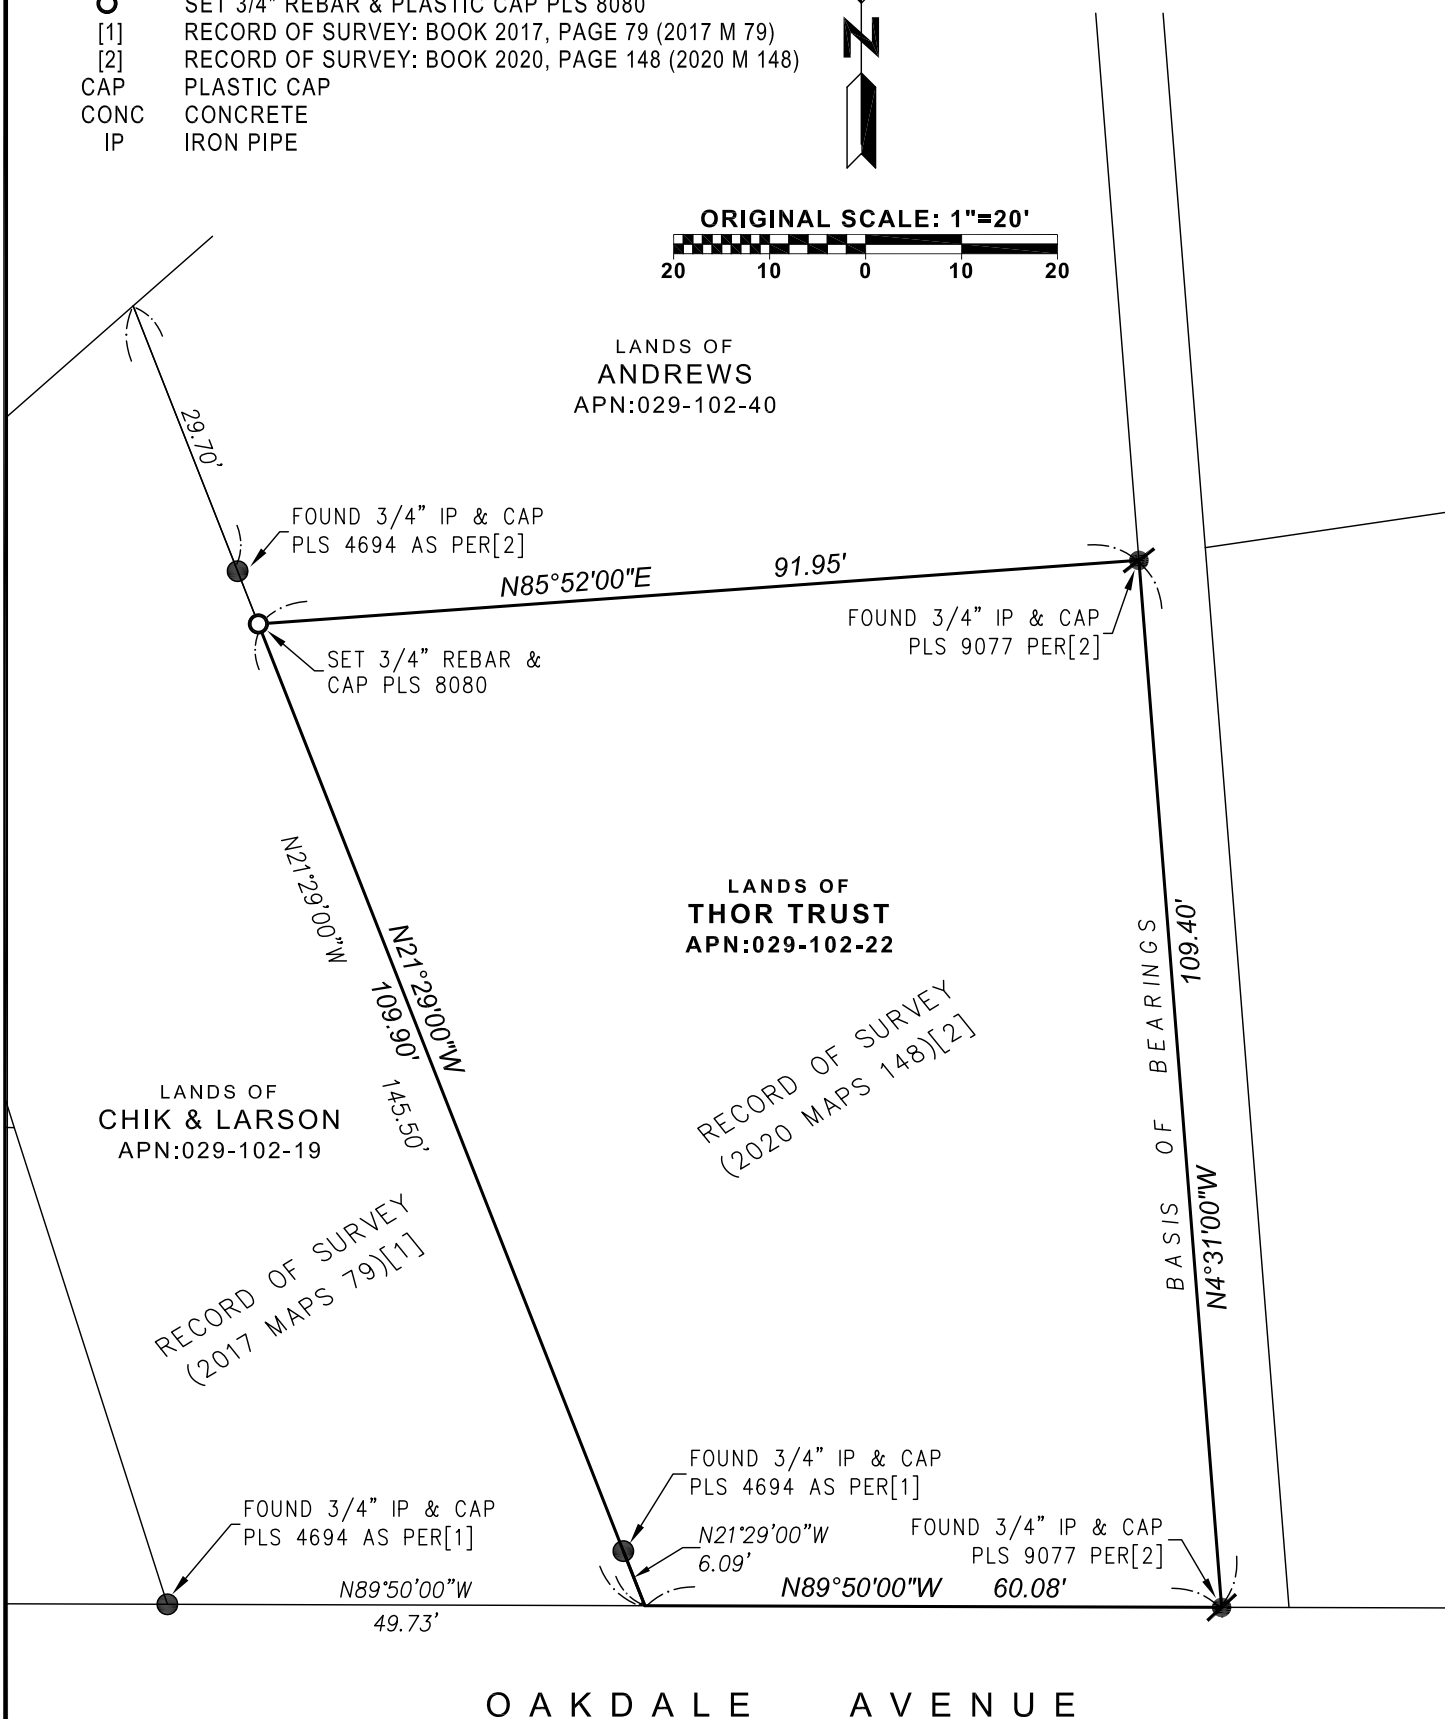 SET 3/4" REBAR & PLASTIC CAP PLS 8080
[1] RECORD OF SURVEY: BOOK 2017, PAGE 79 (2017 M 79)
[2] RECORD OF SURVEY: BOOK 2020, PAGE 148 (2020 M 148)
CAP PLASTIC CAP
CONC CONCRETE
IP IRON PIPE
N
ORIGINAL SCALE: 1"=20'
20 10 0 10 20
LANDS OF
ANDREWS
APN:029-102-40
29.70'
FOUND 3/4" IP & CAP
PLS 4694 AS PER[2]
N85°52'00"E 91.95'
FOUND 3/4" IP & CAP
PLS 9077 PER[2]
SET 3/4" REBAR &
CAP PLS 8080
N21°29'00"W
145.50'
N21°29'00"W
109.90'
LANDS OF
THOR TRUST
APN:029-102-22
RECORD OF SURVEY
(2020 MAPS 148)[2]
BASIS OF BEARINGS
N4°31'00"W 109.40'
LANDS OF
CHIK & LARSON
APN:029-102-19
RECORD OF SURVEY
(2017 MAPS 79)[1]
FOUND 3/4" IP & CAP
PLS 4694 AS PER[1]
FOUND 3/4" IP & CAP
PLS 4694 AS PER[1]
N21°29'00"W
6.09'
FOUND 3/4" IP & CAP
PLS 9077 PER[2]
N89°50'00"W
49.73'
N89°50'00"W 60.08'
OAKDALE AVENUE